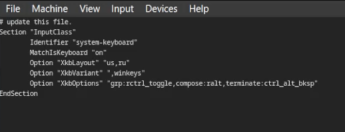 File Machine View Input Devices Help
# update this file.
Section "InputClass"
Identifier "system-keyboard"
MatchIsKeyboard "on"
Option "XkbLayout" "us,ru"
Option "XkbVariant" ",winkeys"
Option "XkbOptions" "grp:rctrl_toggle,compose:ralt,terminate:ctrl_alt_bksp"
EndSection